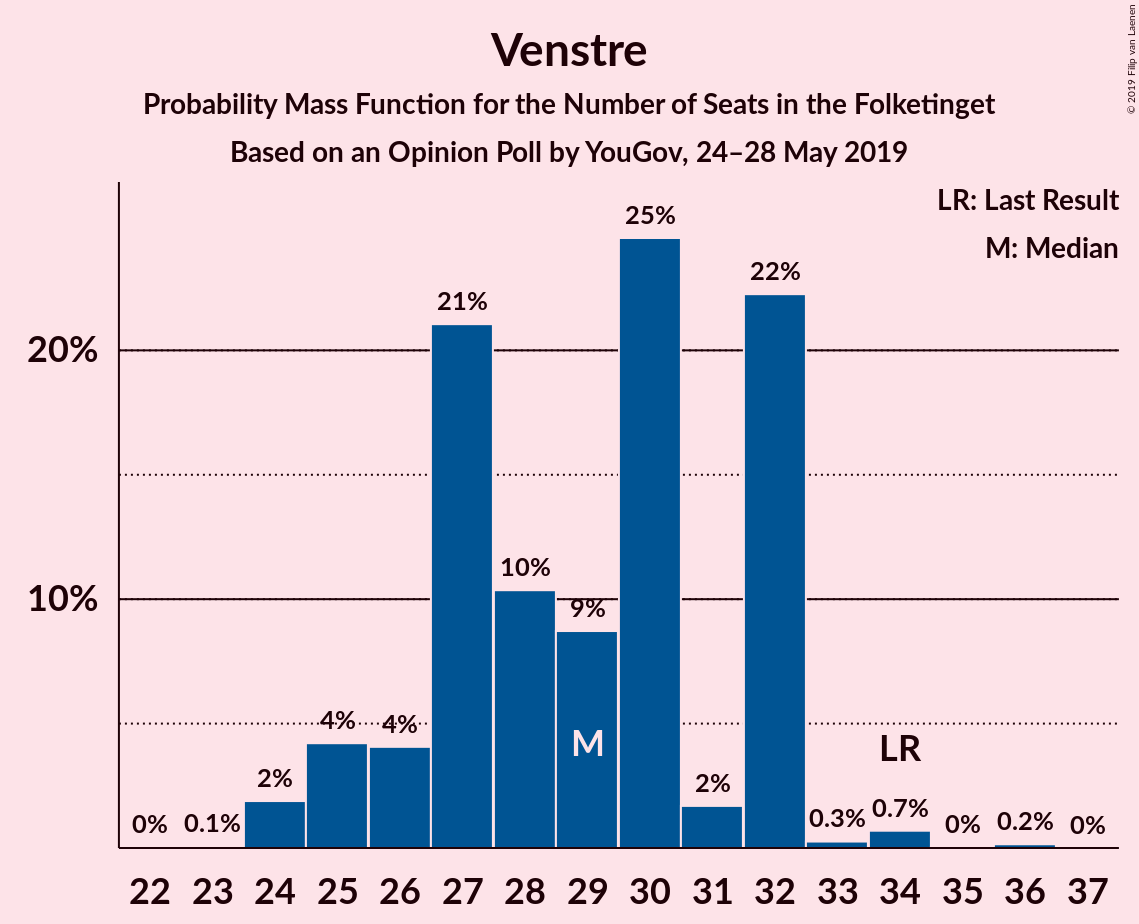 Venstre
Probability Mass Function for the Number of Seats in the Folketinget
Based on an Opinion Poll by YouGov, 24–28 May 2019
© 2019 Filip van Laenen
LR: Last Result
M: Median
20%
10%
0%
0.1%
2%
4%
4%
21%
10%
9%
25%
2%
22%
0.3%
0.7%
0%
0.2%
0%
M
LR
22 23 24 25 26 27 28 29 30 31 32 33 34 35 36 37